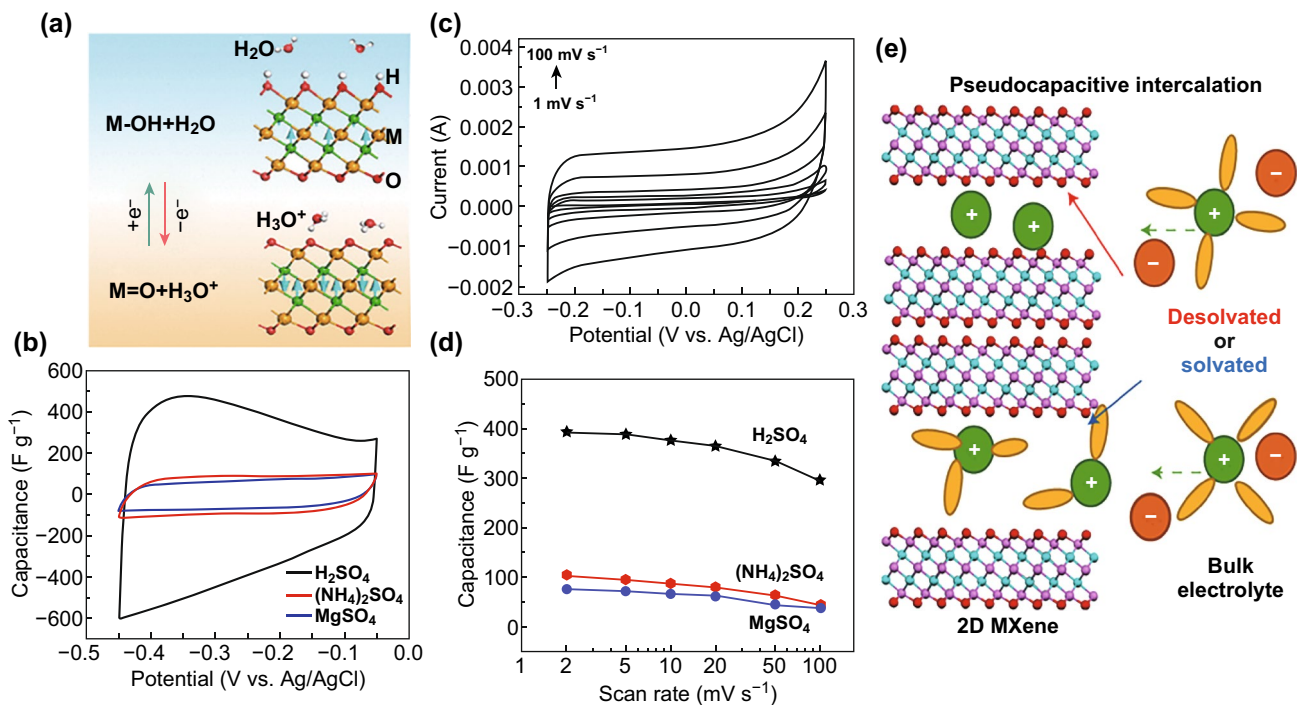 (a)
H₂O
H
M-OH+H₂O
M
O
+e⁻
−e⁻
H₃O⁺
M=O+H₃O⁺
(b)
600
400
200
0
−200
−400
−600
Capacitance (F g⁻¹)
H₂SO₄
(NH4)₂SO₄
MgSO₄
−0.5
−0.4
−0.3
−0.2
−0.1
0.0
Potential (V vs. Ag/AgCl)
(c)
0.004
0.003
0.002
0.001
0.000
−0.001
−0.002
Current (A)
100 mV s⁻¹
1 mV s⁻¹
−0.3
−0.2
−0.1
0.0
0.1
0.2
0.3
Potential (V vs. Ag/AgCl)
(d)
500
400
300
200
100
0
Capacitance (F g⁻¹)
H₂SO₄
(NH4)₂SO₄
MgSO₄
1
2
5
10
20
50
100
Scan rate (mV s⁻¹)
(e)
Pseudocapacitive intercalation
+
+
+
−
−
Desolvated
or
solvated
+
+
+
−
−
Bulk
electrolyte
2D MXene